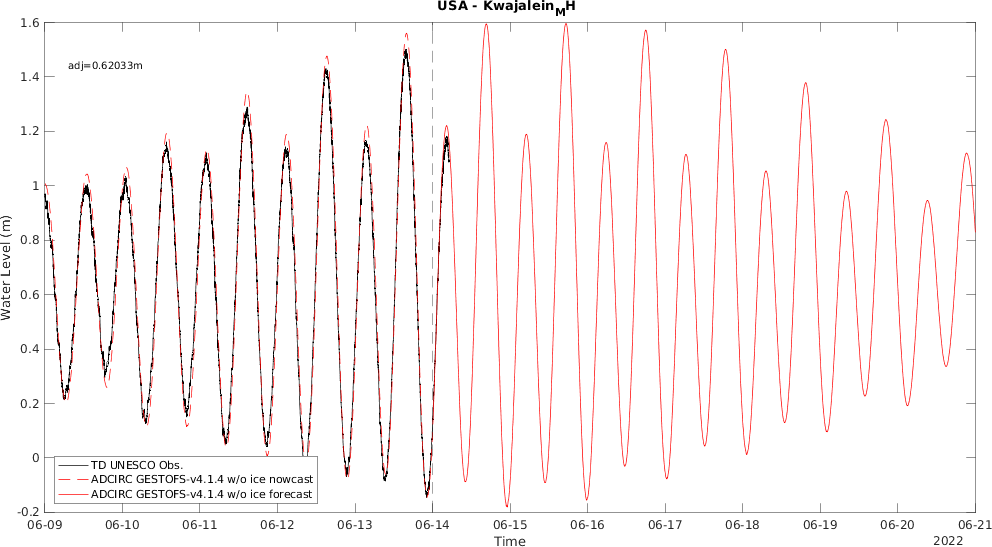 USA - Kwajalein_MH
adj=0.62033m
Water Level (m)
1.6
1.4
1.2
1
0.8
0.6
0.4
0.2
0
-0.2
TD UNESCO Obs.
ADCIRC GESTOFS-v4.1.4 w/o ice nowcast
ADCIRC GESTOFS-v4.1.4 w/o ice forecast
06-09 06-10 06-11 06-12 06-13 06-14 06-15 06-16 06-17 06-18 06-19 06-20 06-21
Time
2022